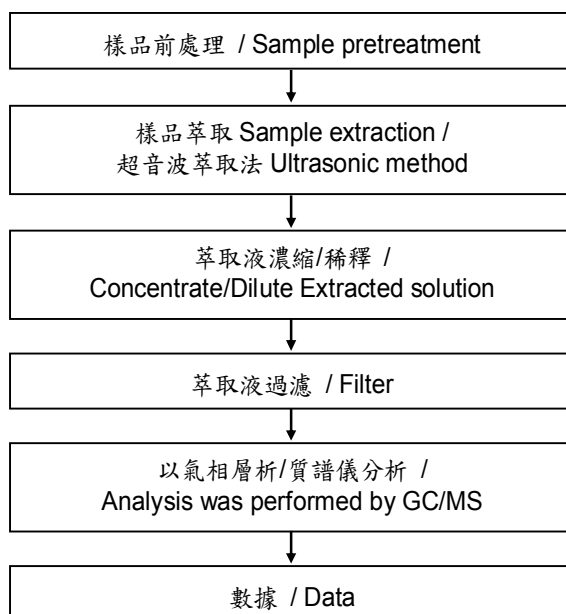 樣品前處理 / Sample pretreatment
樣品萃取 Sample extraction /
超音波萃取法 Ultrasonic method
萃取液濃縮/稀釋 /
Concentrate/Dilute Extracted solution
萃取液過濾 / Filter
以氣相層析/質譜儀分析 /
Analysis was performed by GC/MS
數據 / Data